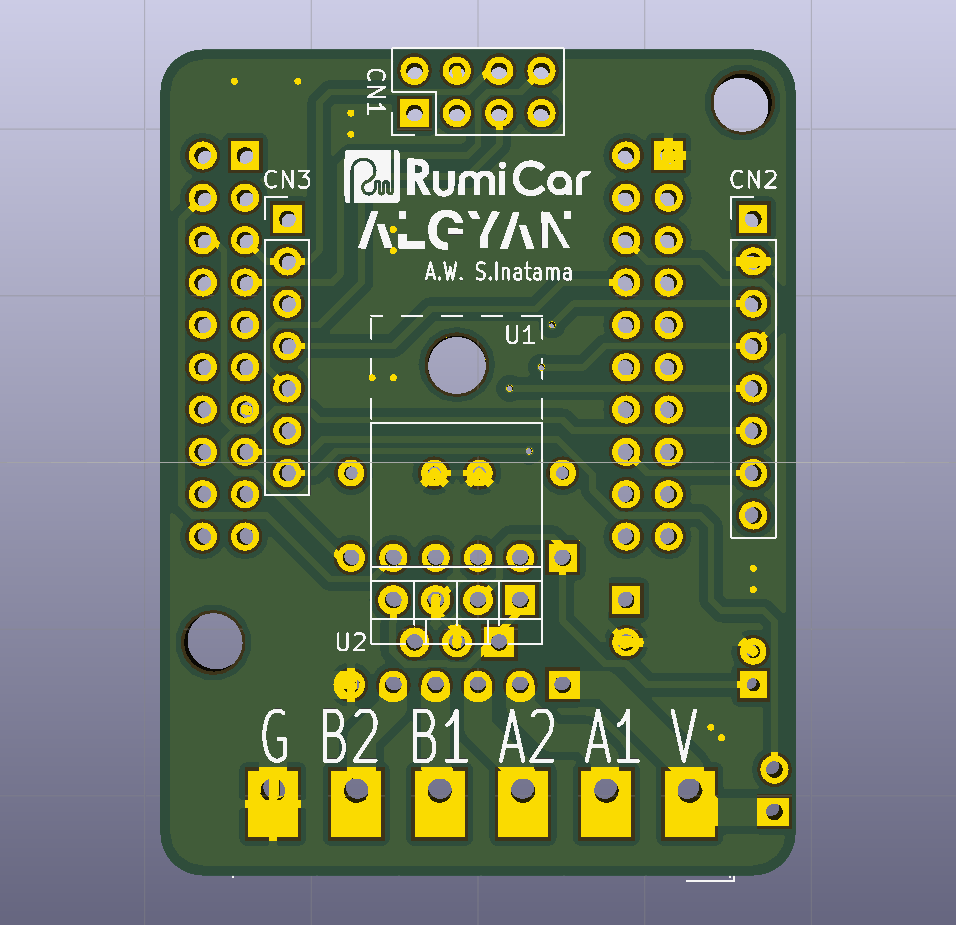 CN1
RumiCar
CN3
CN2
ALGYAN
A.W. S.Inatama
U1
U2
G B2 B1 A2 A1 V